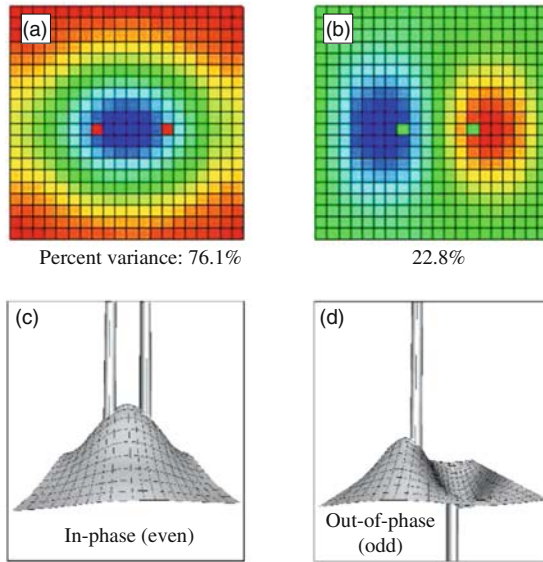 (a)
(b)
Percent variance: 76.1%
22.8%
(c)
(d)
In-phase (even)
Out-of-phase
(odd)